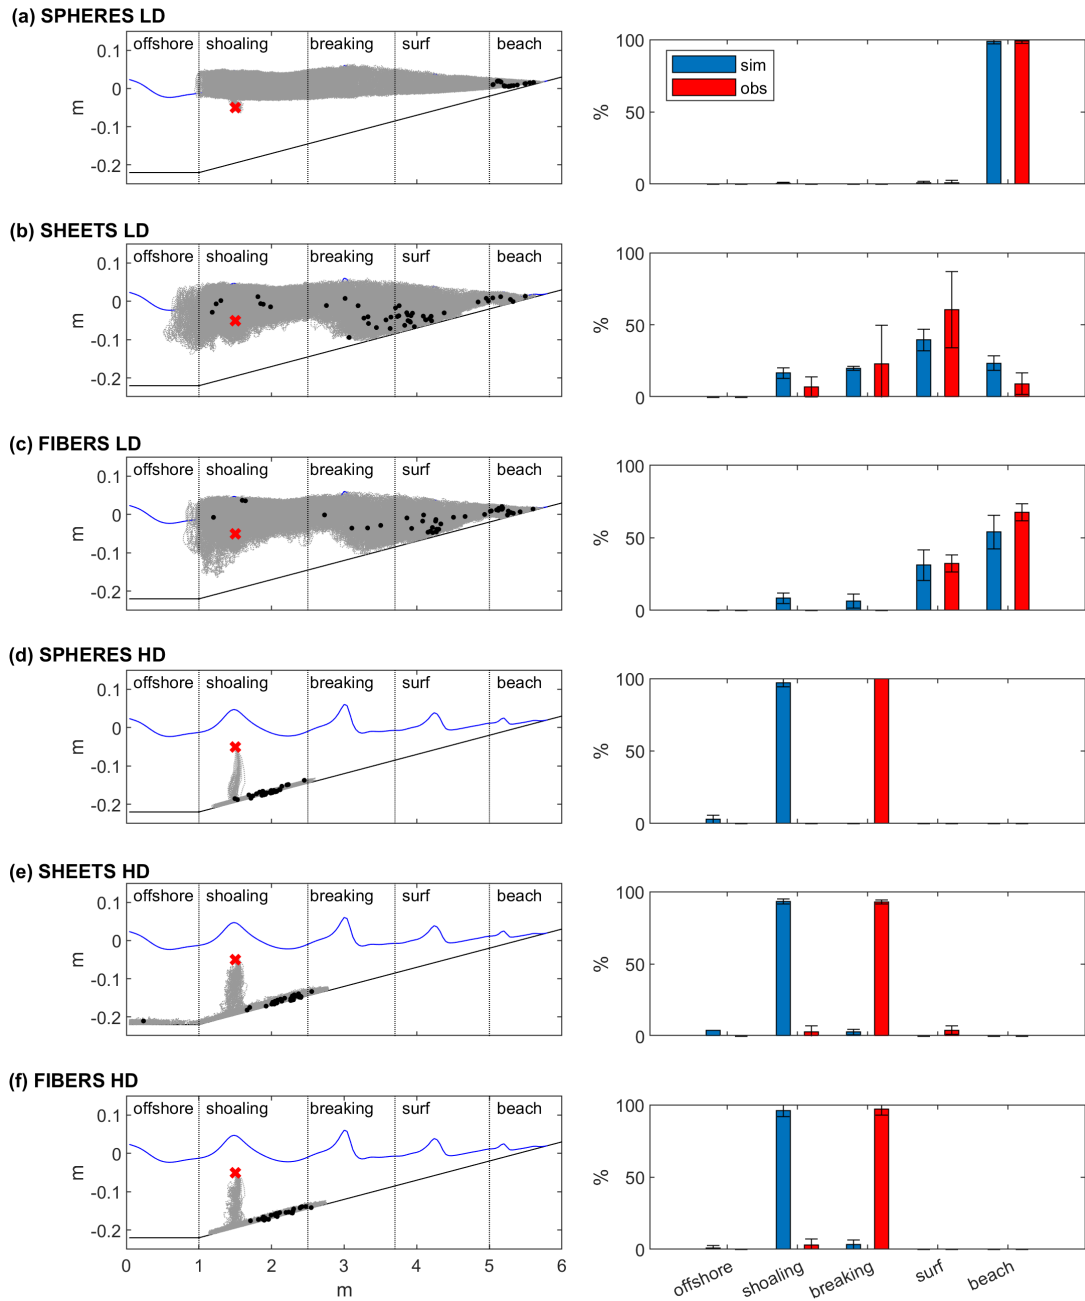 (a) SPHERES LD
offshore shoaling breaking surf beach
0.1
0
-0.1
-0.2
m
100
50
0
%
sim
obs
(b) SHEETS LD
offshore shoaling breaking surf beach
0.1
0
-0.1
-0.2
m
100
50
0
%
(c) FIBERS LD
offshore shoaling breaking surf beach
0.1
0
-0.1
-0.2
m
100
50
0
%
(d) SPHERES HD
offshore shoaling breaking surf beach
0.1
0
-0.1
-0.2
m
100
50
0
%
(e) SHEETS HD
offshore shoaling breaking surf beach
0.1
0
-0.1
-0.2
m
100
50
0
%
(f) FIBERS HD
offshore shoaling breaking surf beach
0.1
0
-0.1
-0.2
m
0 1 2 3 4 5 6
m
100
50
0
%
offshore shoaling breaking surf beach